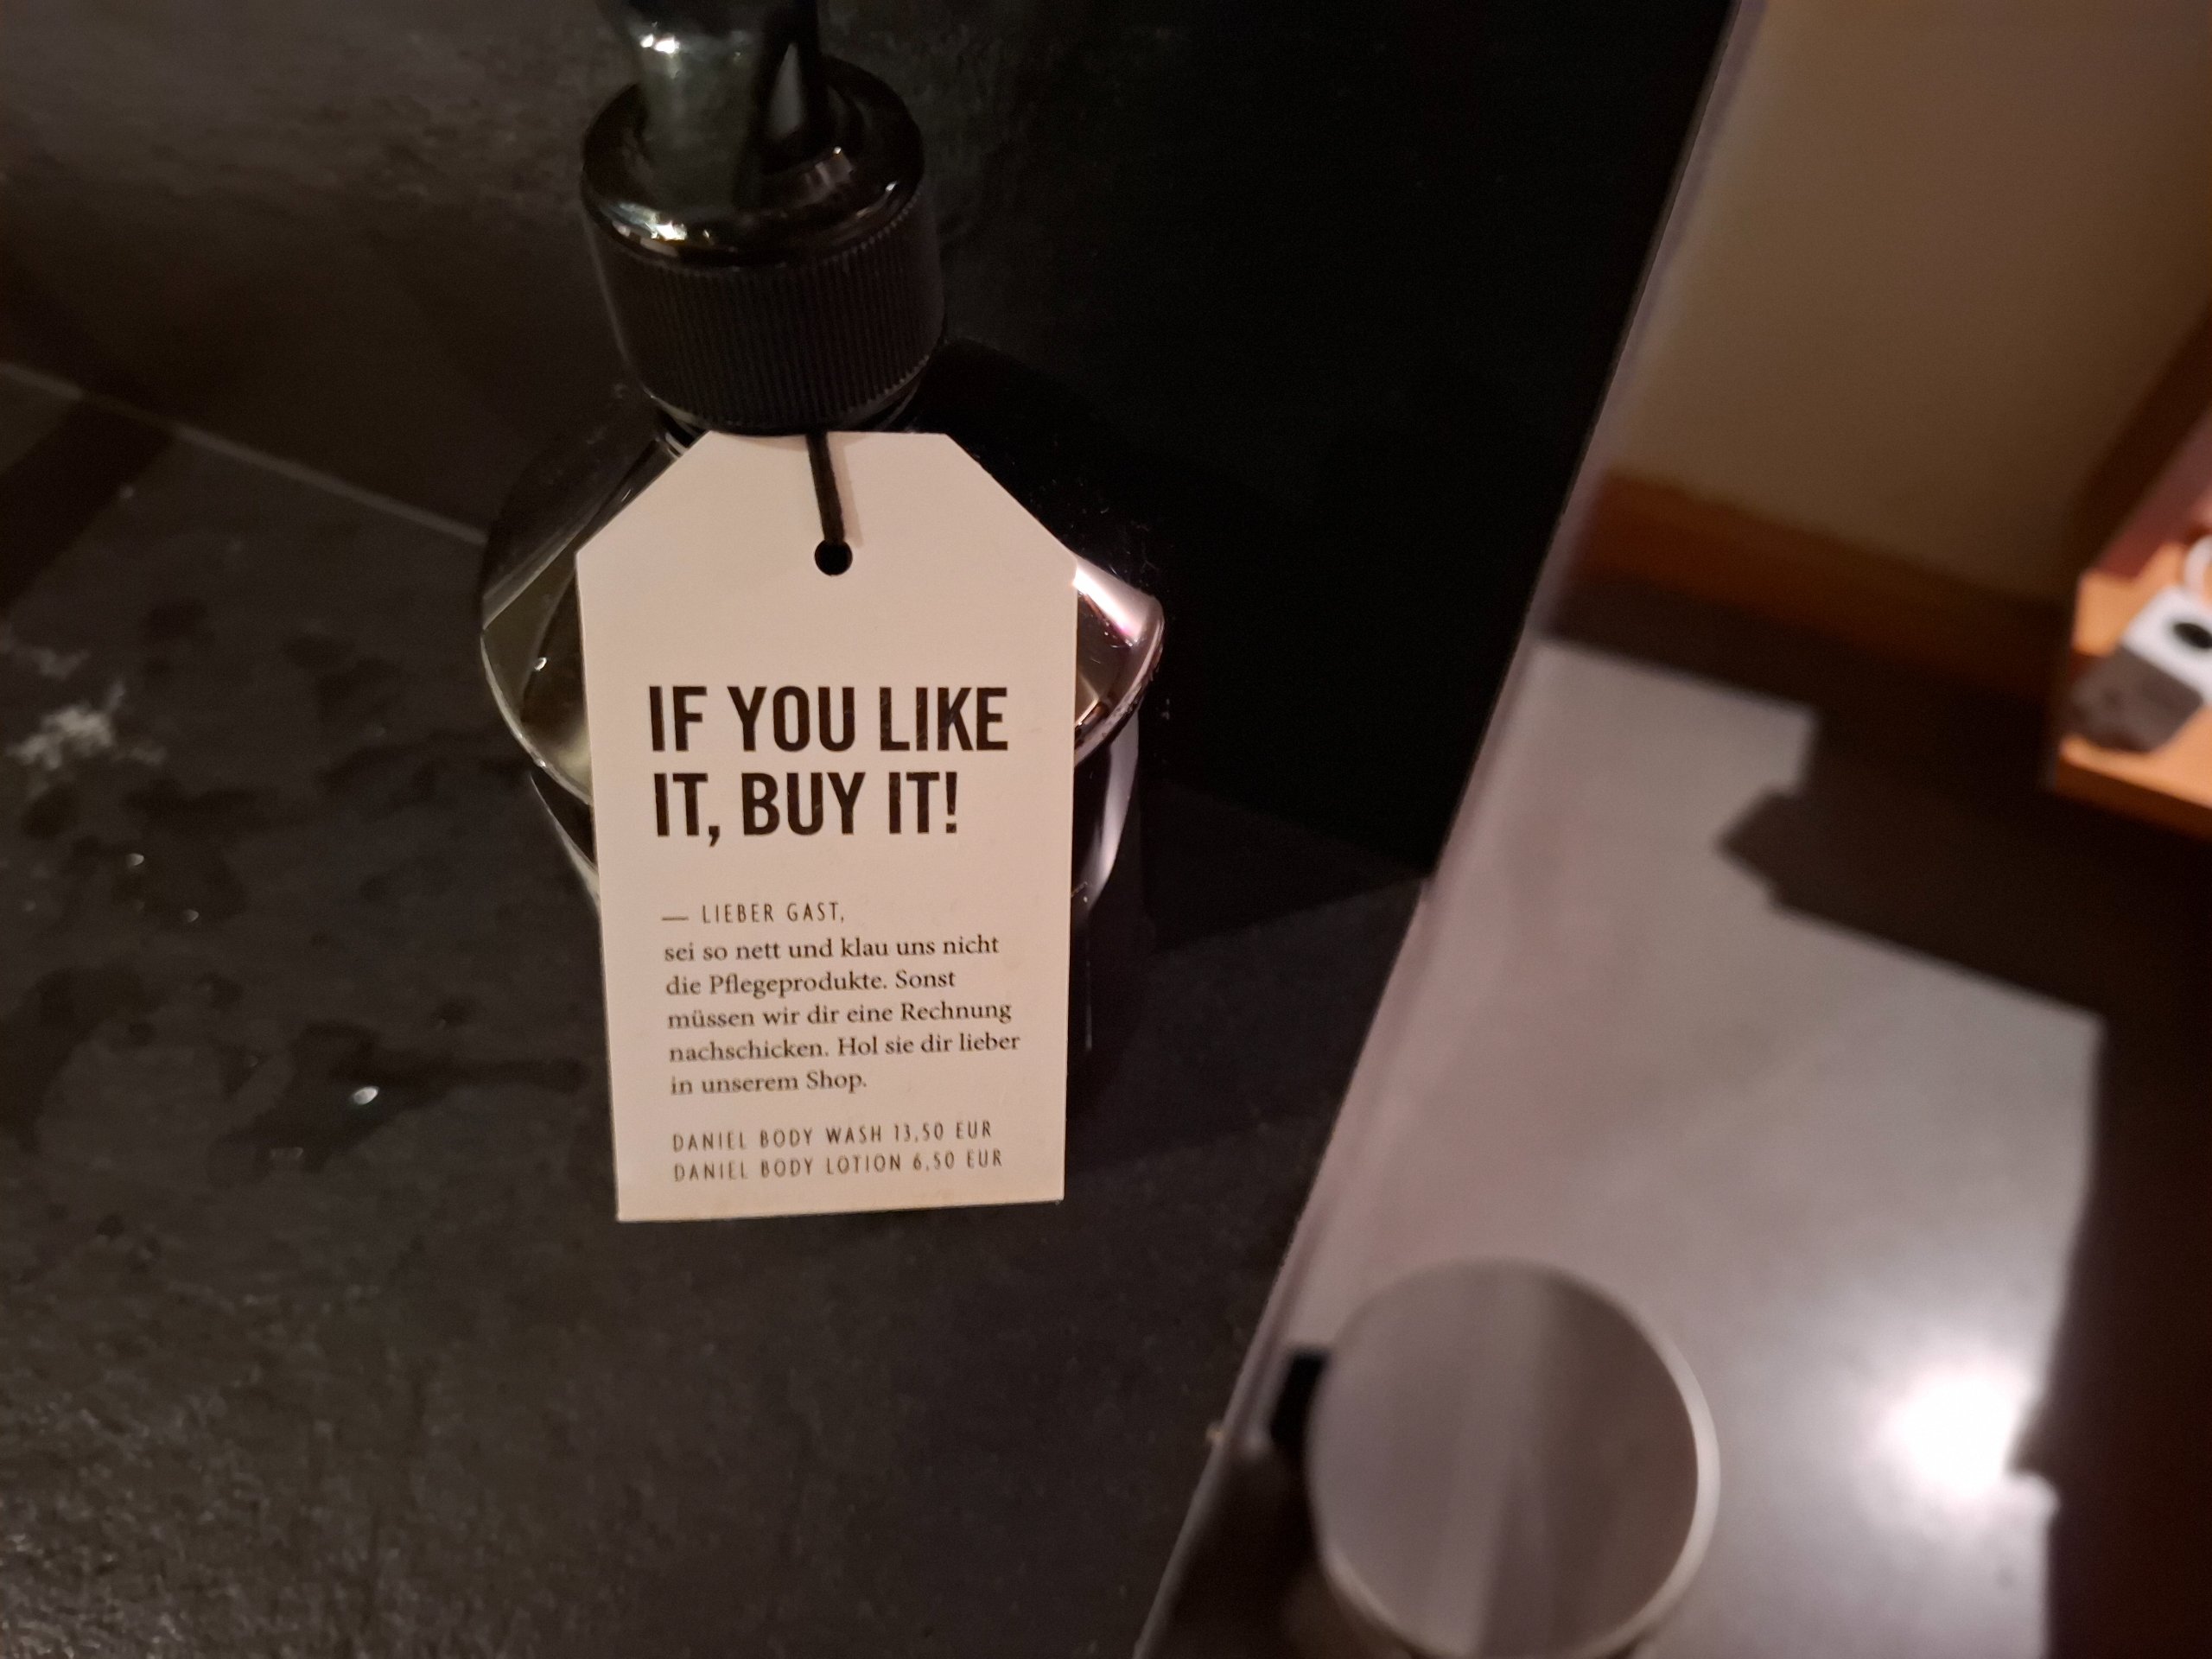 IF YOU LIKE
IT, BUY IT!
— LIEBER GAST,
sei so nett und klau uns nicht
die Pflegeprodukte. Sonst
müssen wir dir eine Rechnung
nachschicken. Hol sie dir lieber
in unserem Shop.
DANIEL BODY WASH 13,50 EUR
DANIEL BODY LOTION 6,50 EUR